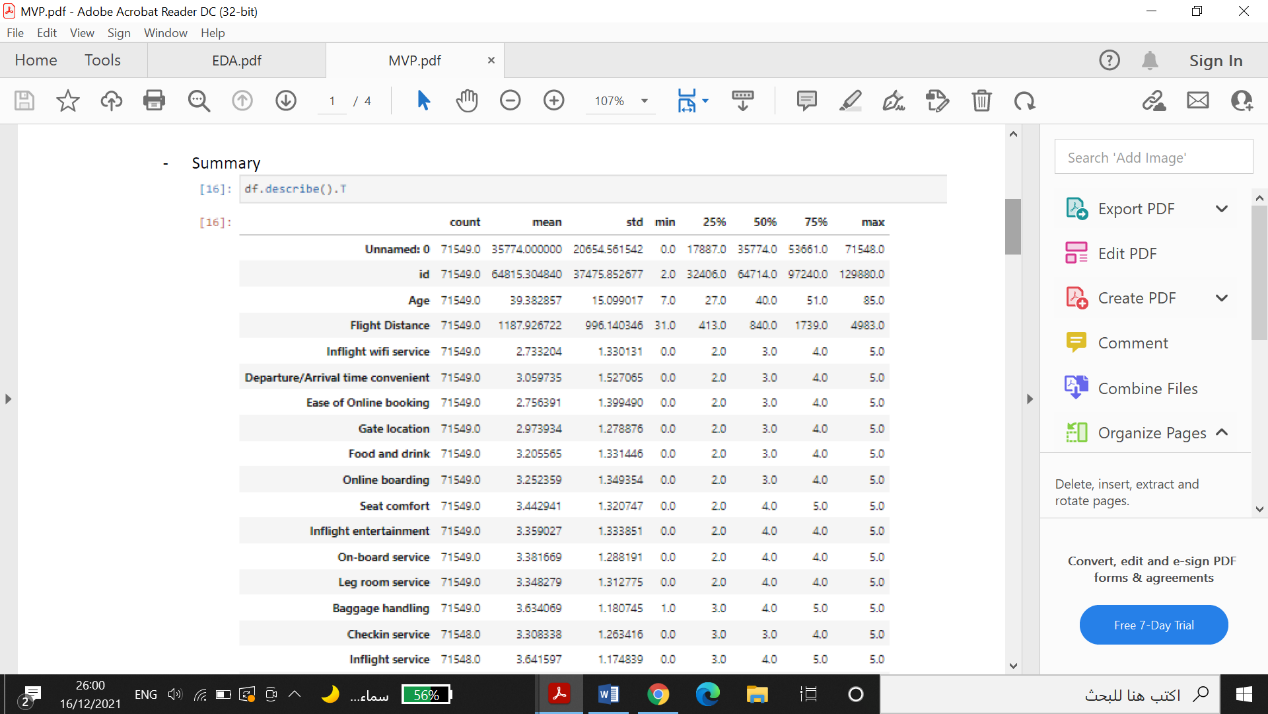 MVP.pdf - Adobe Acrobat Reader DC (32-bit)
File Edit View Sign Window Help
Home Tools EDA.pdf MVP.pdf × Sign In
1 / 4 107%
- Summary
[16]: df.describe().T
[16]:
count mean std min 25% 50% 75% max
Unnamed: 0 71549.0 35774.000000 20654.561542 0.0 17887.0 35774.0 53661.0 71548.0
id 71549.0 64815.304840 37475.852677 2.0 32406.0 64714.0 97240.0 129880.0
Age 71549.0 39.382857 15.099017 7.0 27.0 40.0 51.0 85.0
Flight Distance 71549.0 1187.926722 996.140346 31.0 413.0 840.0 1739.0 4983.0
Inflight wifi service 71549.0 2.733204 1.330131 0.0 2.0 3.0 4.0 5.0
Departure/Arrival time convenient 71549.0 3.059735 1.527065 0.0 2.0 3.0 4.0 5.0
Ease of Online booking 71549.0 2.756391 1.399490 0.0 2.0 3.0 4.0 5.0
Gate location 71549.0 2.973934 1.278876 0.0 2.0 3.0 4.0 5.0
Food and drink 71549.0 3.205565 1.331446 0.0 2.0 3.0 4.0 5.0
Online boarding 71549.0 3.252359 1.349354 0.0 2.0 3.0 4.0 5.0
Seat comfort 71549.0 3.442941 1.320747 0.0 2.0 4.0 5.0 5.0
Inflight entertainment 71549.0 3.359027 1.333851 0.0 2.0 4.0 4.0 5.0
On-board service 71549.0 3.381669 1.288191 0.0 2.0 4.0 4.0 5.0
Leg room service 71549.0 3.348279 1.312775 0.0 2.0 4.0 4.0 5.0
Baggage handling 71549.0 3.634069 1.180745 1.0 3.0 4.0 5.0 5.0
Checkin service 71548.0 3.308338 1.263416 0.0 3.0 3.0 4.0 5.0
Inflight service 71548.0 3.641597 1.174839 0.0 3.0 4.0 5.0 5.0
Search 'Add Image'
Export PDF
Edit PDF
Create PDF
Comment
Combine Files
Organize Pages
Delete, insert, extract and
rotate pages.
Convert, edit and e-sign PDF
forms & agreements
Free 7-Day Trial
2
26:00
16/12/2021
ENG
سماء...
56%
اكتب هنا للبحث